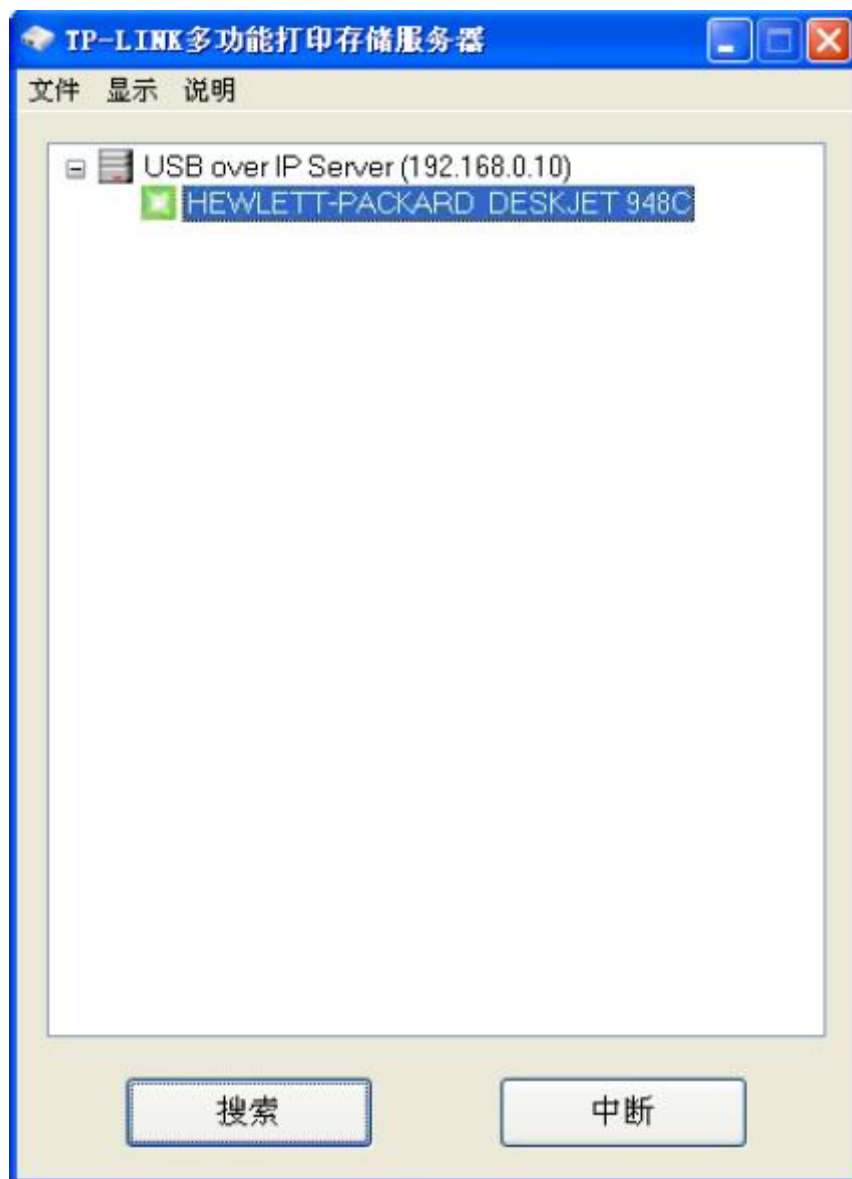 TP-LINK多功能打印存储服务器
文件 显示 说明
USB over IP Server (192.168.0.10)
HEWLETT-PACKARD DESKJET 948C
搜索 中断